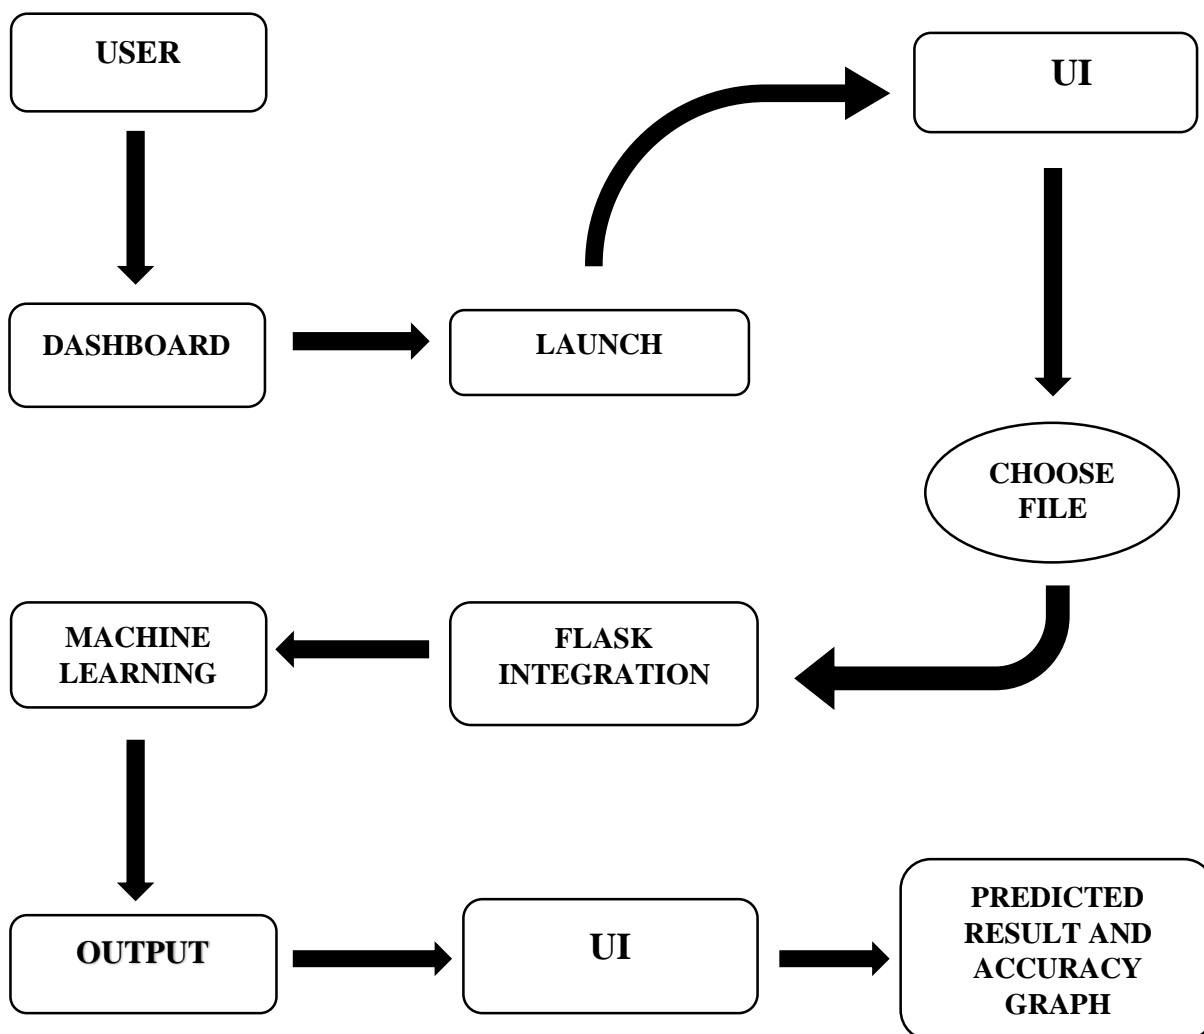 USER
UI
DASHBOARD
LAUNCH
CHOOSE
FILE
MACHINE
LEARNING
FLASK
INTEGRATION
OUTPUT
UI
PREDICTED
RESULT AND
ACCURACY
GRAPH